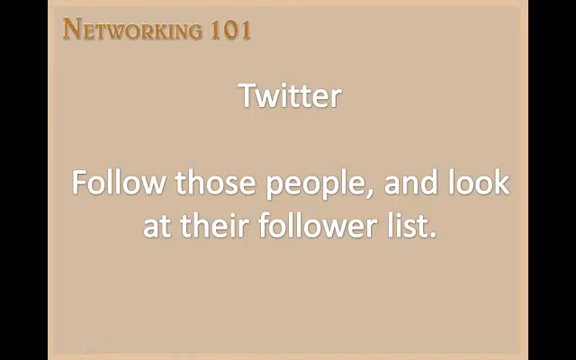 NETWORKING 101
Twitter
Follow those people, and look
at their follower list.